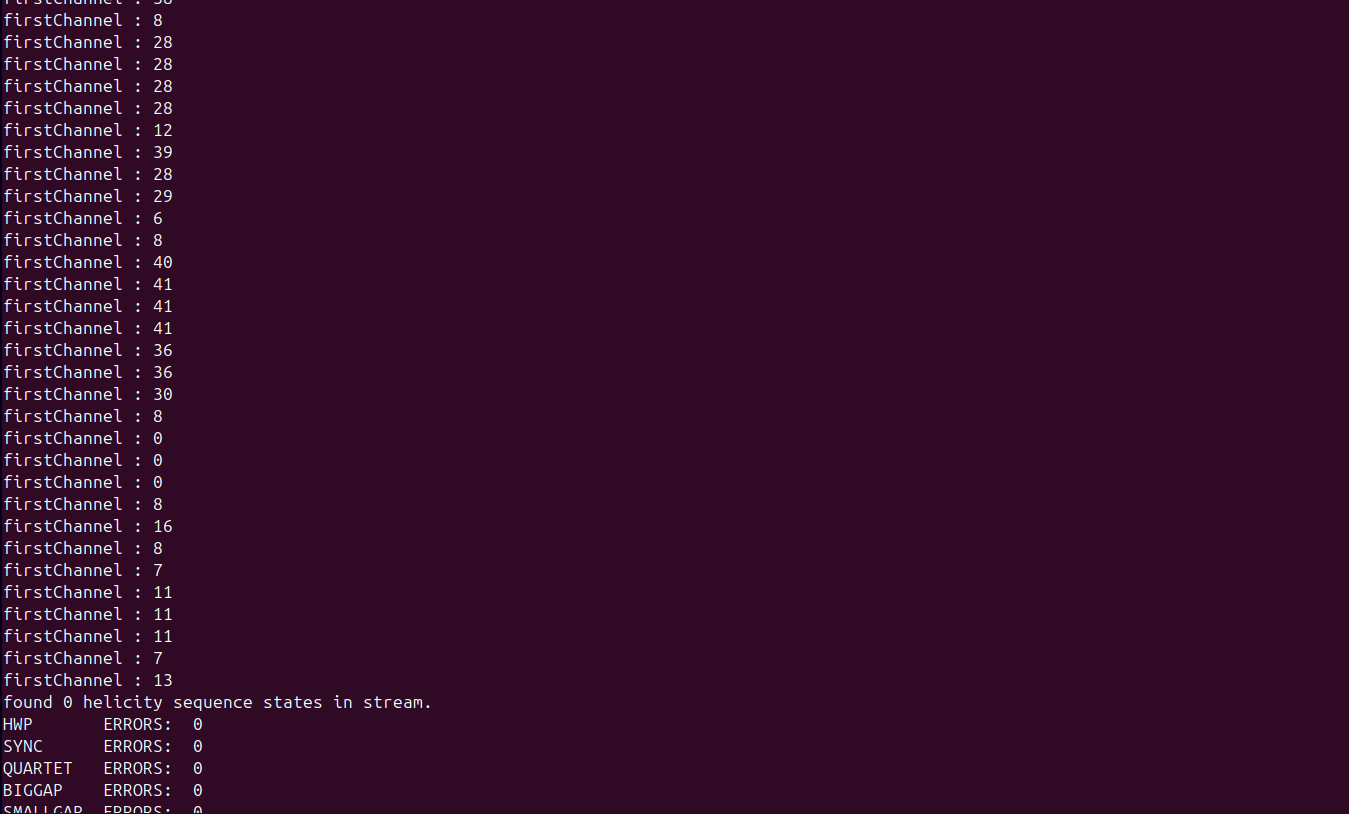 firstChannel : 38
firstChannel : 8
firstChannel : 28
firstChannel : 28
firstChannel : 28
firstChannel : 28
firstChannel : 12
firstChannel : 39
firstChannel : 28
firstChannel : 29
firstChannel : 6
firstChannel : 8
firstChannel : 40
firstChannel : 41
firstChannel : 41
firstChannel : 41
firstChannel : 36
firstChannel : 36
firstChannel : 30
firstChannel : 8
firstChannel : 0
firstChannel : 0
firstChannel : 0
firstChannel : 8
firstChannel : 16
firstChannel : 8
firstChannel : 7
firstChannel : 11
firstChannel : 11
firstChannel : 11
firstChannel : 7
firstChannel : 13
found 0 helicity sequence states in stream.
HWP ERRORS: 0
SYNC ERRORS: 0
QUARTET ERRORS: 0
BIGGAP ERRORS: 0
SMALLGAP ERRORS: 0